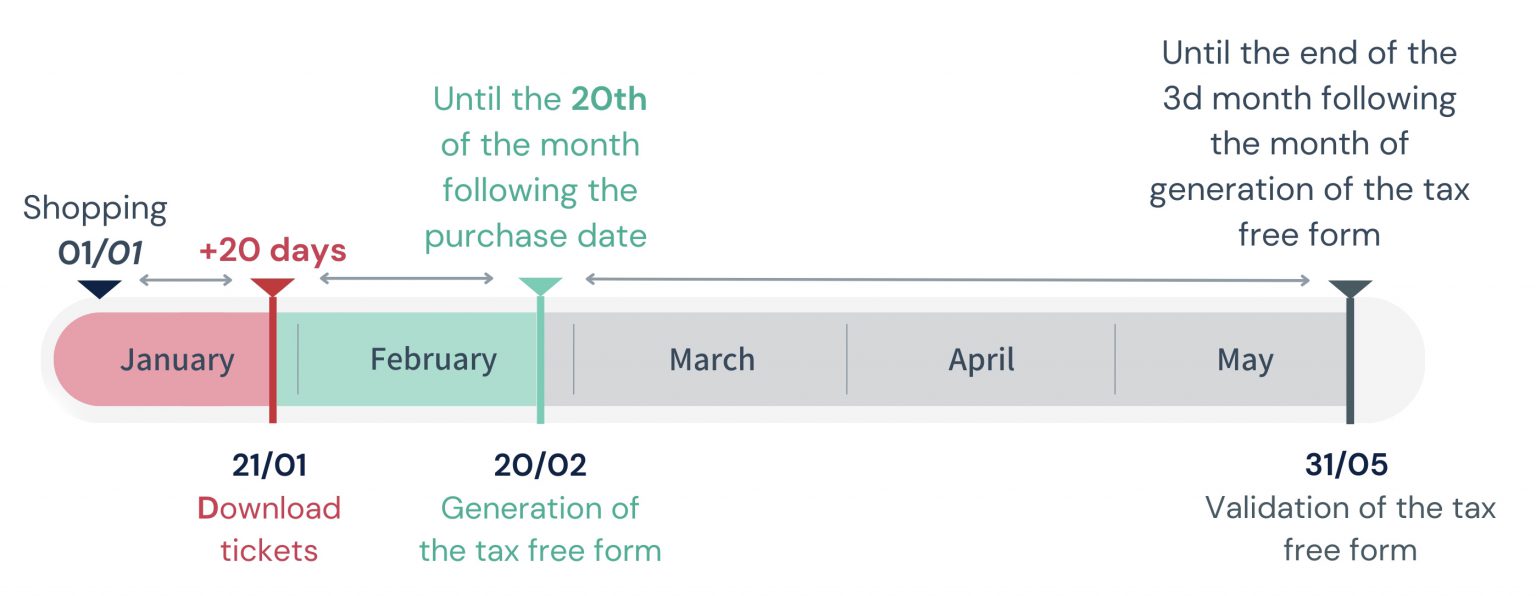 Shopping
01/01
+20 days
Until the 20th
of the month
following the
purchase date
Until the end of the
3d month following
the month of
generation of the tax
free form
January
February
March
April
May
21/01
Download
tickets
20/02
Generation of
the tax free form
31/05
Validation of the tax
free form